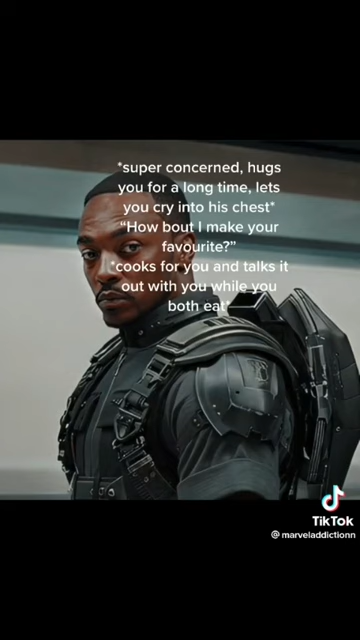 *super concerned, hugs
you for a long time, lets
you cry into his chest*
“How bout I make your
favourite?”
*cooks for you and talks it
out with you while you
both eat*
TikTok
@ marveladdictionn